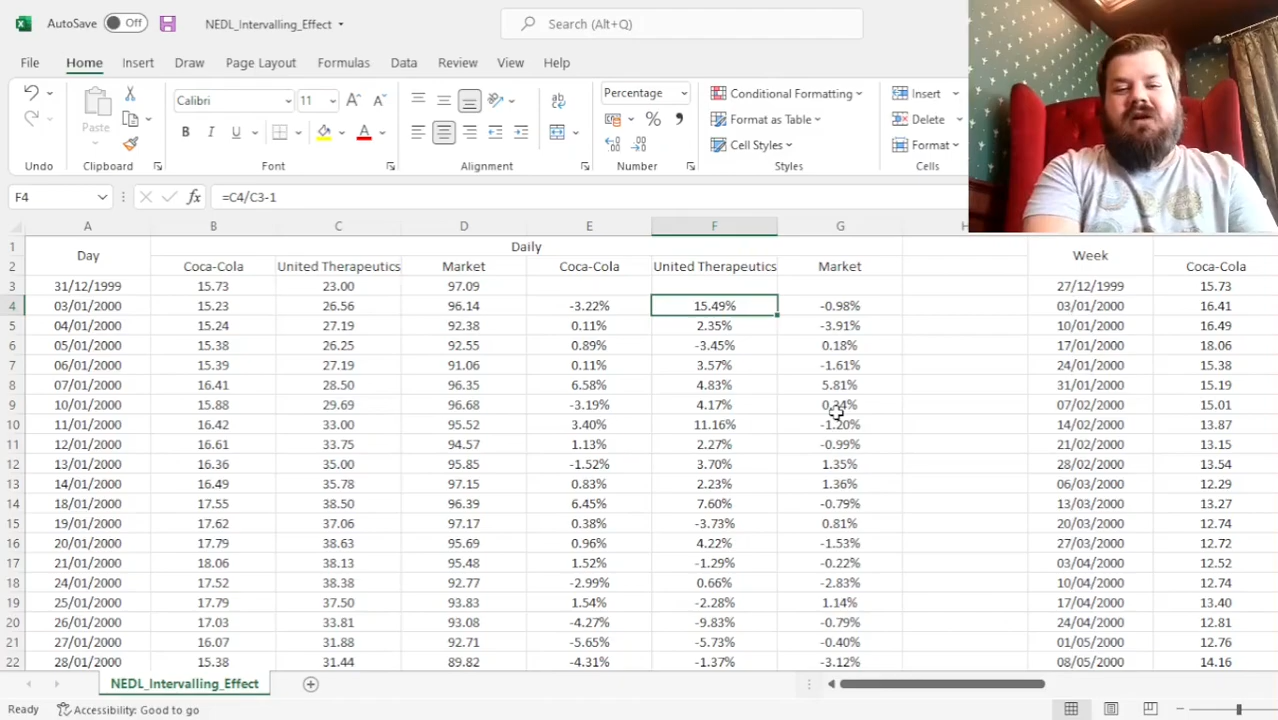 AutoSave Off NEDL_Intervalling_Effect Search (Alt+Q)
File Home Insert Draw Page Layout Formulas Data Review View Help
Calibri 11 Percentage Conditional Formatting Insert
Paste Format as Table Delete
B I U Cell Styles Format
Undo Clipboard Font Alignment Number Styles Cells
F4 fx =C4/C3-1
A B C D E F G H
1 Day Daily Week
2 Coca-Cola United Therapeutics Market Coca-Cola United Therapeutics Market Coca-Cola
3 31/12/1999 15.73 23.00 97.09 27/12/1999 15.73
4 03/01/2000 15.23 26.56 96.14 -3.22% 15.49% -0.98% 03/01/2000 16.41
5 04/01/2000 15.24 27.19 92.38 0.11% 2.35% -3.91% 10/01/2000 16.49
6 05/01/2000 15.38 26.25 92.55 0.89% -3.45% 0.18% 17/01/2000 18.06
7 06/01/2000 15.39 27.19 91.06 0.11% 3.57% -1.61% 24/01/2000 15.38
8 07/01/2000 16.41 28.50 96.35 6.58% 4.83% 5.81% 31/01/2000 15.19
9 10/01/2000 15.88 29.69 96.68 -3.19% 4.17% 0.34% 07/02/2000 15.01
10 11/01/2000 16.42 33.00 95.52 3.40% 11.16% -1.20% 14/02/2000 13.87
11 12/01/2000 16.61 33.75 94.57 1.13% 2.27% -0.99% 21/02/2000 13.15
12 13/01/2000 16.36 35.00 95.85 -1.52% 3.70% 1.35% 28/02/2000 13.54
13 14/01/2000 16.49 35.78 97.15 0.83% 2.23% 1.36% 06/03/2000 12.29
14 18/01/2000 17.55 38.50 96.39 6.45% 7.60% -0.79% 13/03/2000 13.27
15 19/01/2000 17.62 37.06 97.17 0.38% -3.73% 0.81% 20/03/2000 12.74
16 20/01/2000 17.79 38.63 95.69 0.96% 4.22% -1.53% 27/03/2000 12.72
17 21/01/2000 18.06 38.13 95.48 1.52% -1.29% -0.22% 03/04/2000 12.52
18 24/01/2000 17.52 38.38 92.77 -2.99% 0.66% -2.83% 10/04/2000 12.74
19 25/01/2000 17.79 37.50 93.83 1.54% -2.28% 1.14% 17/04/2000 13.40
20 26/01/2000 17.03 33.81 93.08 -4.27% -9.83% -0.79% 24/04/2000 12.81
21 27/01/2000 16.07 31.88 92.71 -5.65% -5.73% -0.40% 01/05/2000 12.76
22 28/01/2000 15.38 31.44 89.82 -4.31% -1.37% -3.12% 08/05/2000 14.16
NEDL_Intervalling_Effect
Ready Accessibility: Good to go